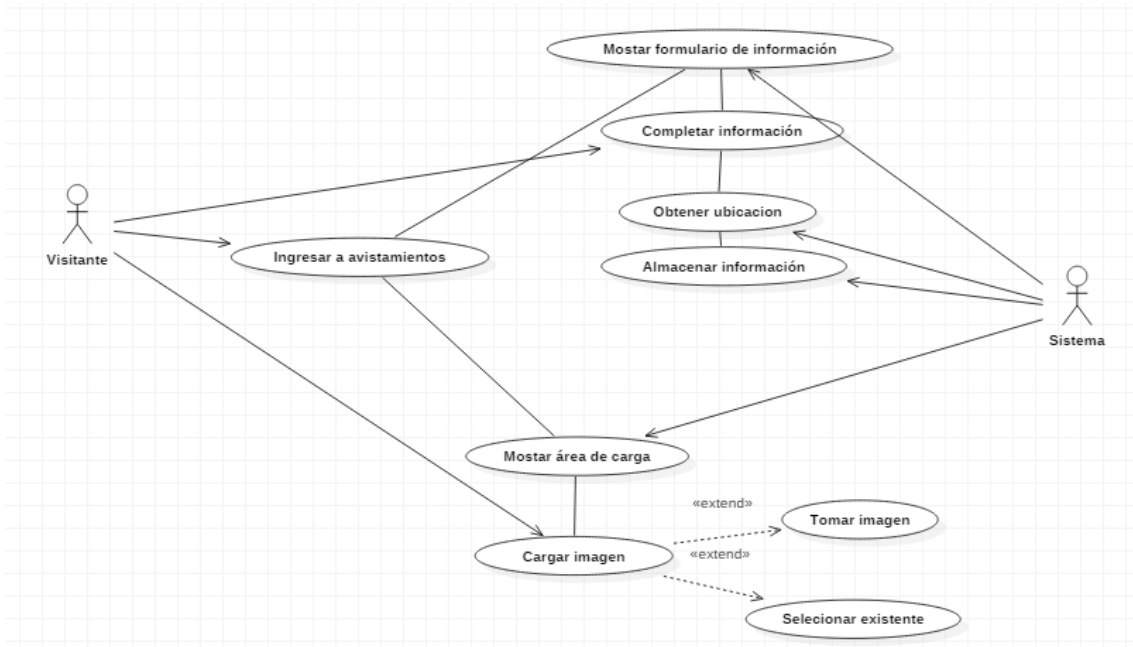 Mostar formulario de información
Completar información
Obtener ubicacion
Visitante
Ingresar a avistamientos
Almacenar información
Sistema
Mostar área de carga
«extend»
Tomar imagen
Cargar imagen
«extend»
Selecionar existente